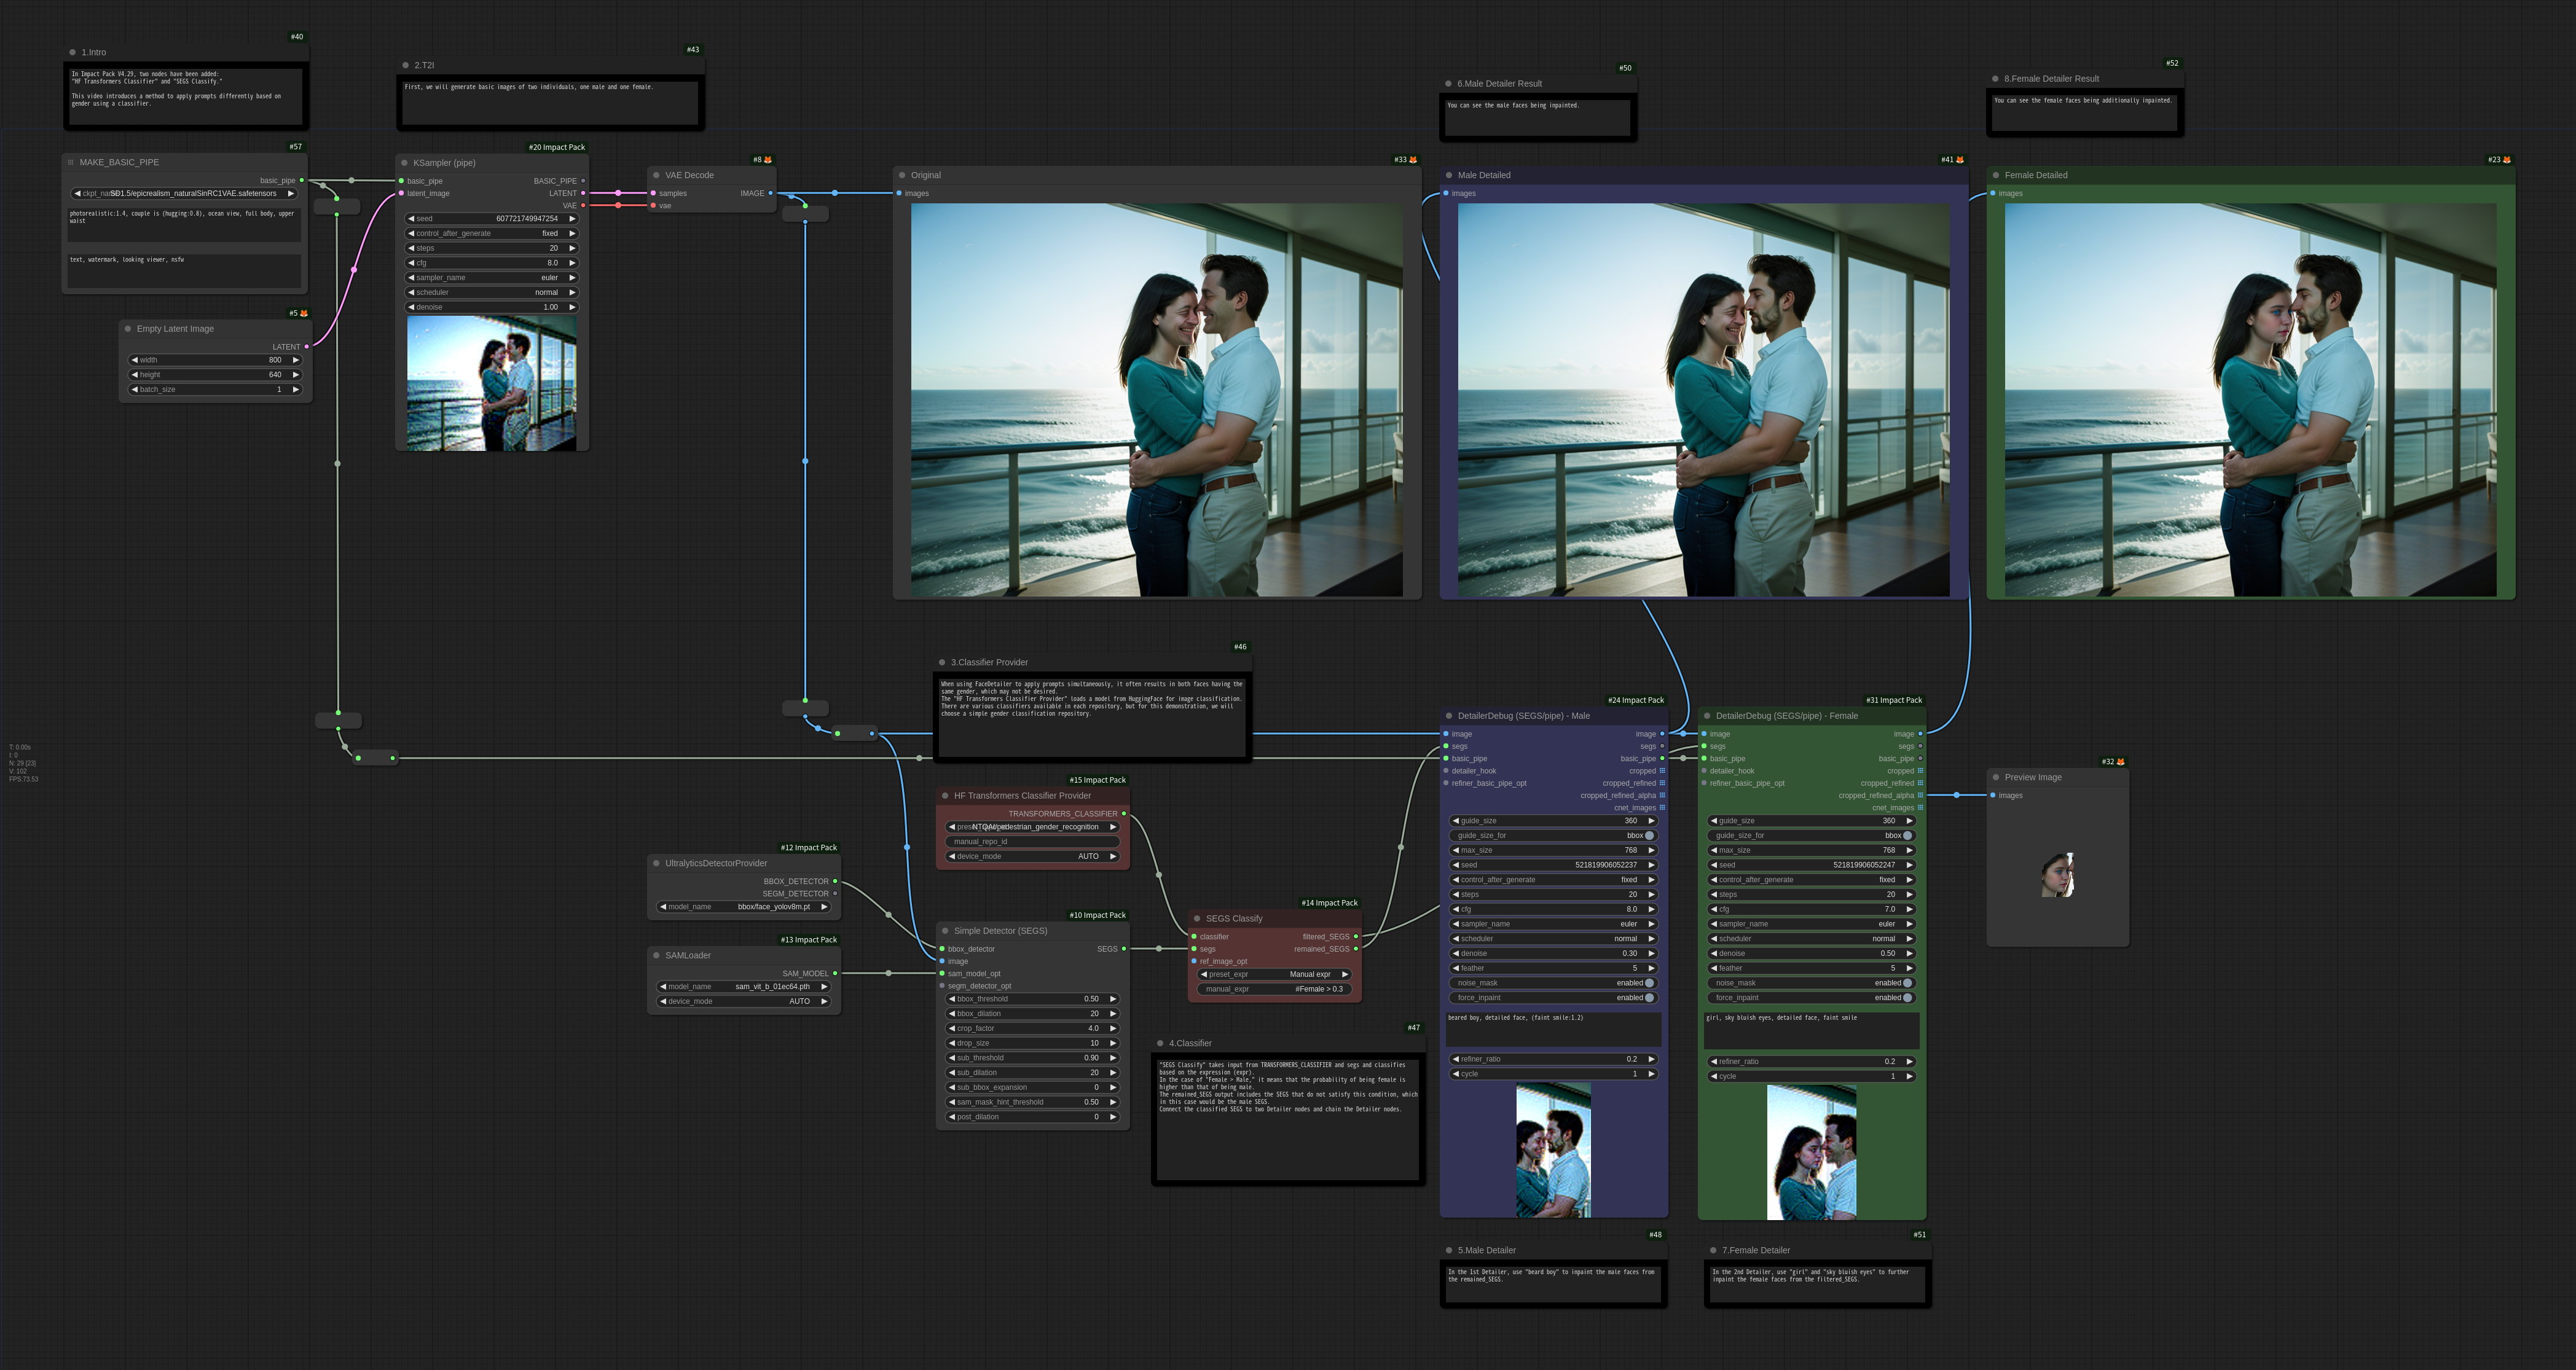 #40
1.Intro
In Impact Pack V4.29, two nodes have been added:
"HF Transformers Classifier" and "SEGS Classify."
This video introduces a method to apply prompts differently based on
gender using a classifier.
#43
2.T2I
First, we will generate basic images of two individuals, one male and one female.
#50
6.Male Detailer Result
You can see the male faces being inpainted.
#52
8.Female Detailer Result
You can see the female faces being additionally inpainted.
#57
MAKE_BASIC_PIPE
basic_pipe
SD1.5/epicrealism_naturalSinRC1VAE.safetensors
photorealistic:1.4, couple is (hugging:0.8), ocean view, full body, upper
waist
text, watermark, looking viewer, nsfw
#5
Empty Latent Image
LATENT
width 800
height 640
batch_size 1
#20 Impact Pack
KSampler (pipe)
basic_pipe BASIC_PIPE
latent_image LATENT
VAE
seed 607721749947254
control_after_generate fixed
steps 20
cfg 8.0
sampler_name euler
scheduler normal
denoise 1.00
#8
VAE Decode
samples IMAGE
vae
#33
Original
images
#41
Male Detailed
images
#23
Female Detailed
images
T: 0.00s
I: 0
N: 29 [23]
V: 102
FPS:73.53
#46
3.Classifier Provider
When using FaceDetailer to apply prompts simultaneously, it often results in both faces having the
same gender, which may not be desired.
The "HF Transformers Classifier Provider" loads a model from HuggingFace for image classification.
There are various classifiers available in each repository, but for this demonstration, we will
choose a simple gender classification repository.
#15 Impact Pack
HF Transformers Classifier Provider
TRANSFORMERS_CLASSIFIER
NTQAI/pedestrian_gender_recognition
manual_repo_id
device_mode AUTO
#12 Impact Pack
UltralyticsDetectorProvider
BBOX_DETECTOR
SEGM_DETECTOR
model_name bbox/face_yolov8m.pt
#13 Impact Pack
SAMLoader
SAM_MODEL
model_name sam_vit_b_01ec64.pth
device_mode AUTO
#10 Impact Pack
Simple Detector (SEGS)
bbox_detector SEGS
image
sam_model_opt
segm_detector_opt
bbox_threshold 0.50
bbox_dilation 20
crop_factor 4.0
drop_size 10
sub_threshold 0.90
sub_dilation 20
sub_bbox_expansion 0
sam_mask_hint_threshold 0.50
post_dilation 0
#14 Impact Pack
SEGS Classify
classifier filtered_SEGS
segs remained_SEGS
ref_image_opt
preset_expr Manual expr
manual_expr #Female > 0.3
#47
4.Classifier
"SEGS Classify" takes input from TRANSFORMERS_CLASSIFIER and segs and classifies
based on the expression (expr).
In the case of "Female > Male," it means that the probability of being female is
higher than that of being male.
The remained_SEGS output includes the SEGS that do not satisfy this condition, which
in this case would be the male SEGS.
Connect the classified SEGS to two Detailer nodes and chain the Detailer nodes.
#24 Impact Pack
DetailerDebug (SEGS/pipe) - Male
image image
segs segs
basic_pipe basic_pipe
detailer_hook cropped
refiner_basic_pipe_opt cropped_refined
cropped_refined_alpha
cnet_images
guide_size 360
guide_size_for bbox
max_size 768
seed 521819906052237
control_after_generate fixed
steps 20
cfg 8.0
sampler_name euler
scheduler normal
denoise 0.30
feather 5
noise_mask enabled
force_inpaint enabled
beared boy, detailed face, (faint smile:1.2)
refiner_ratio 0.2
cycle 1
#31 Impact Pack
DetailerDebug (SEGS/pipe) - Female
image image
segs segs
basic_pipe basic_pipe
detailer_hook cropped
refiner_basic_pipe_opt cropped_refined
cropped_refined_alpha
cnet_images
guide_size 360
guide_size_for bbox
max_size 768
seed 521819906052247
control_after_generate fixed
steps 20
cfg 7.0
sampler_name euler
scheduler normal
denoise 0.50
feather 5
noise_mask enabled
force_inpaint enabled
girl, sky bluish eyes, detailed face, faint smile
refiner_ratio 0.2
cycle 1
#32
Preview Image
images
#48
5.Male Detailer
In the 1st Detailer, use "beard boy" to inpaint the male faces from
the remained_SEGS.
#51
7.Female Detailer
In the 2nd Detailer, use "girl" and "sky bluish eyes" to further
inpaint the female faces from the filtered_SEGS.